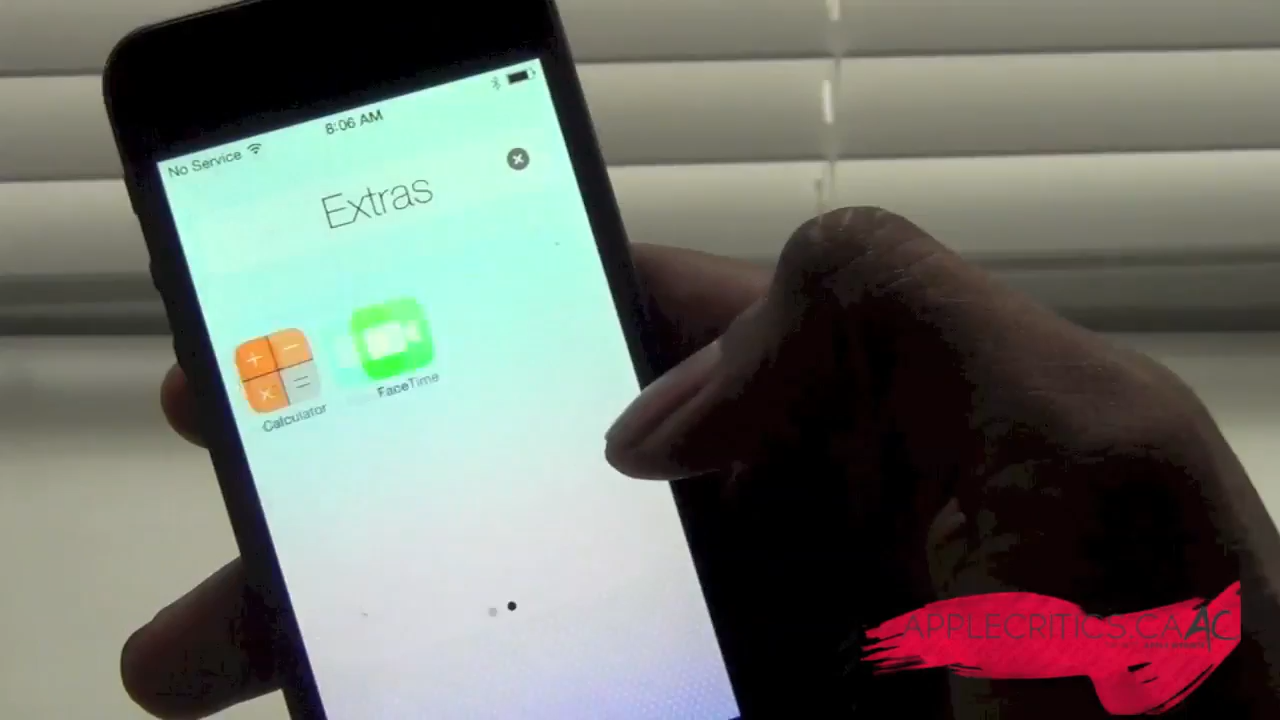 No Service
8:06 AM
Extras
Calculator
FaceTime
APPLECRITICS.CA AC